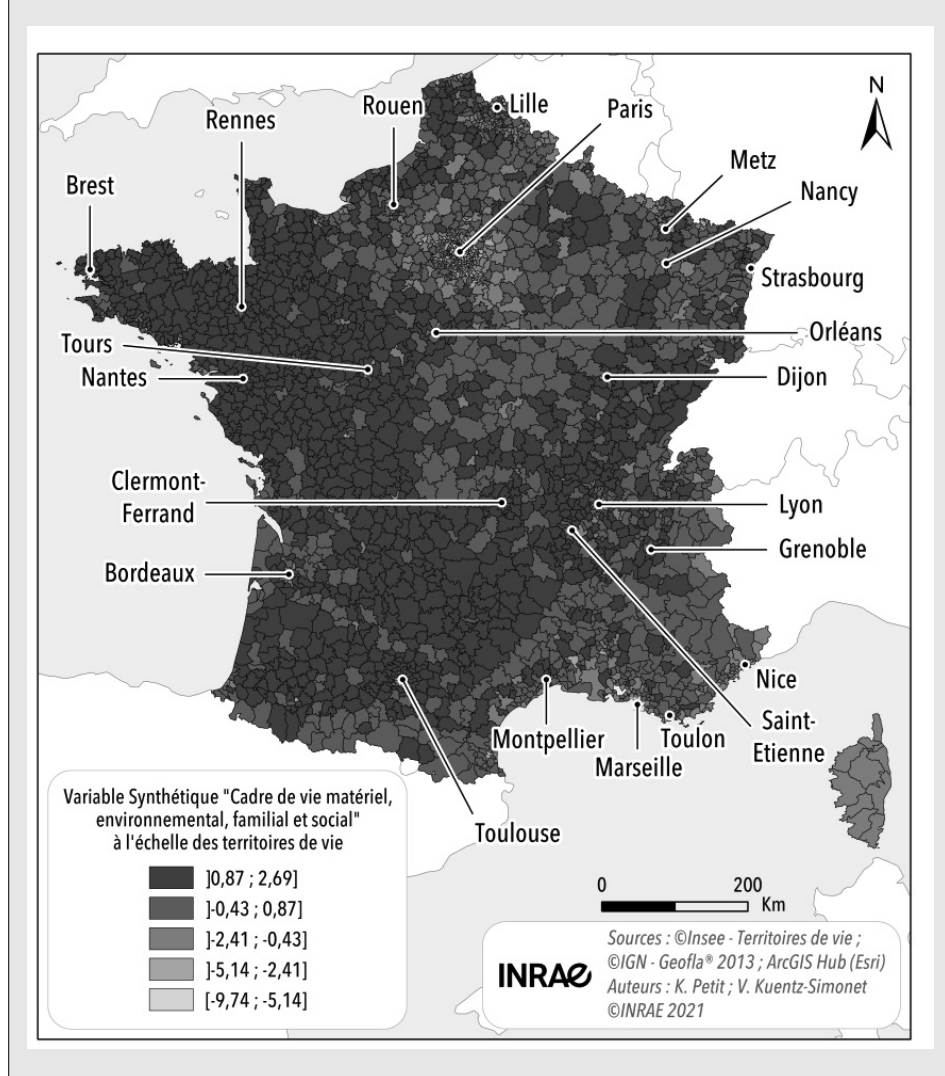 N
Rouen
Lille
Paris
Rennes
Metz
Brest
Nancy
Strasbourg
Orléans
Tours
Nantes
Dijon
Clermont-
Ferrand
Lyon
Grenoble
Bordeaux
Nice
Saint-
Etienne
Montpellier
Toulon
Marseille
Toulouse
Variable Synthétique "Cadre de vie matériel,
environnemental, familial et social"
à l'échelle des territoires de vie
]0,87 ; 2,69]
]-0,43 ; 0,87]
]-2,41 ; -0,43]
]-5,14 ; -2,41]
[-9,74 ; -5,14]
0 200
Km
INRAE
Sources : ©Insee - Territoires de vie ;
©IGN - Geofla® 2013 ; ArcGIS Hub (Esri)
Auteurs : K. Petit ; V. Kuentz-Simonet
©INRAE 2021